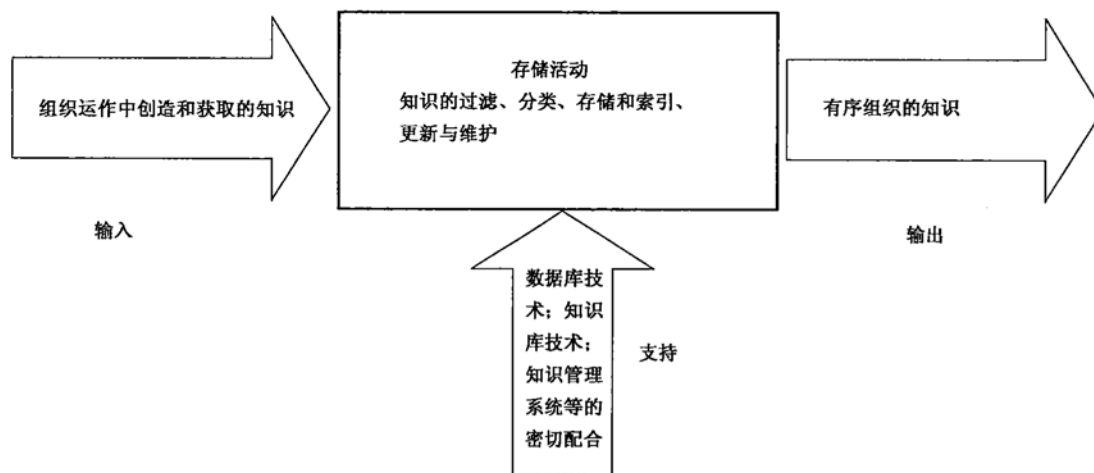 组织运作中创造和获取的知识
输入
存储活动
知识的过滤、分类、存储和索引、
更新与维护
有序组织的知识
输出
数据库技
术；知识
库技术；
知识管理
系统等的
密切配合
支持